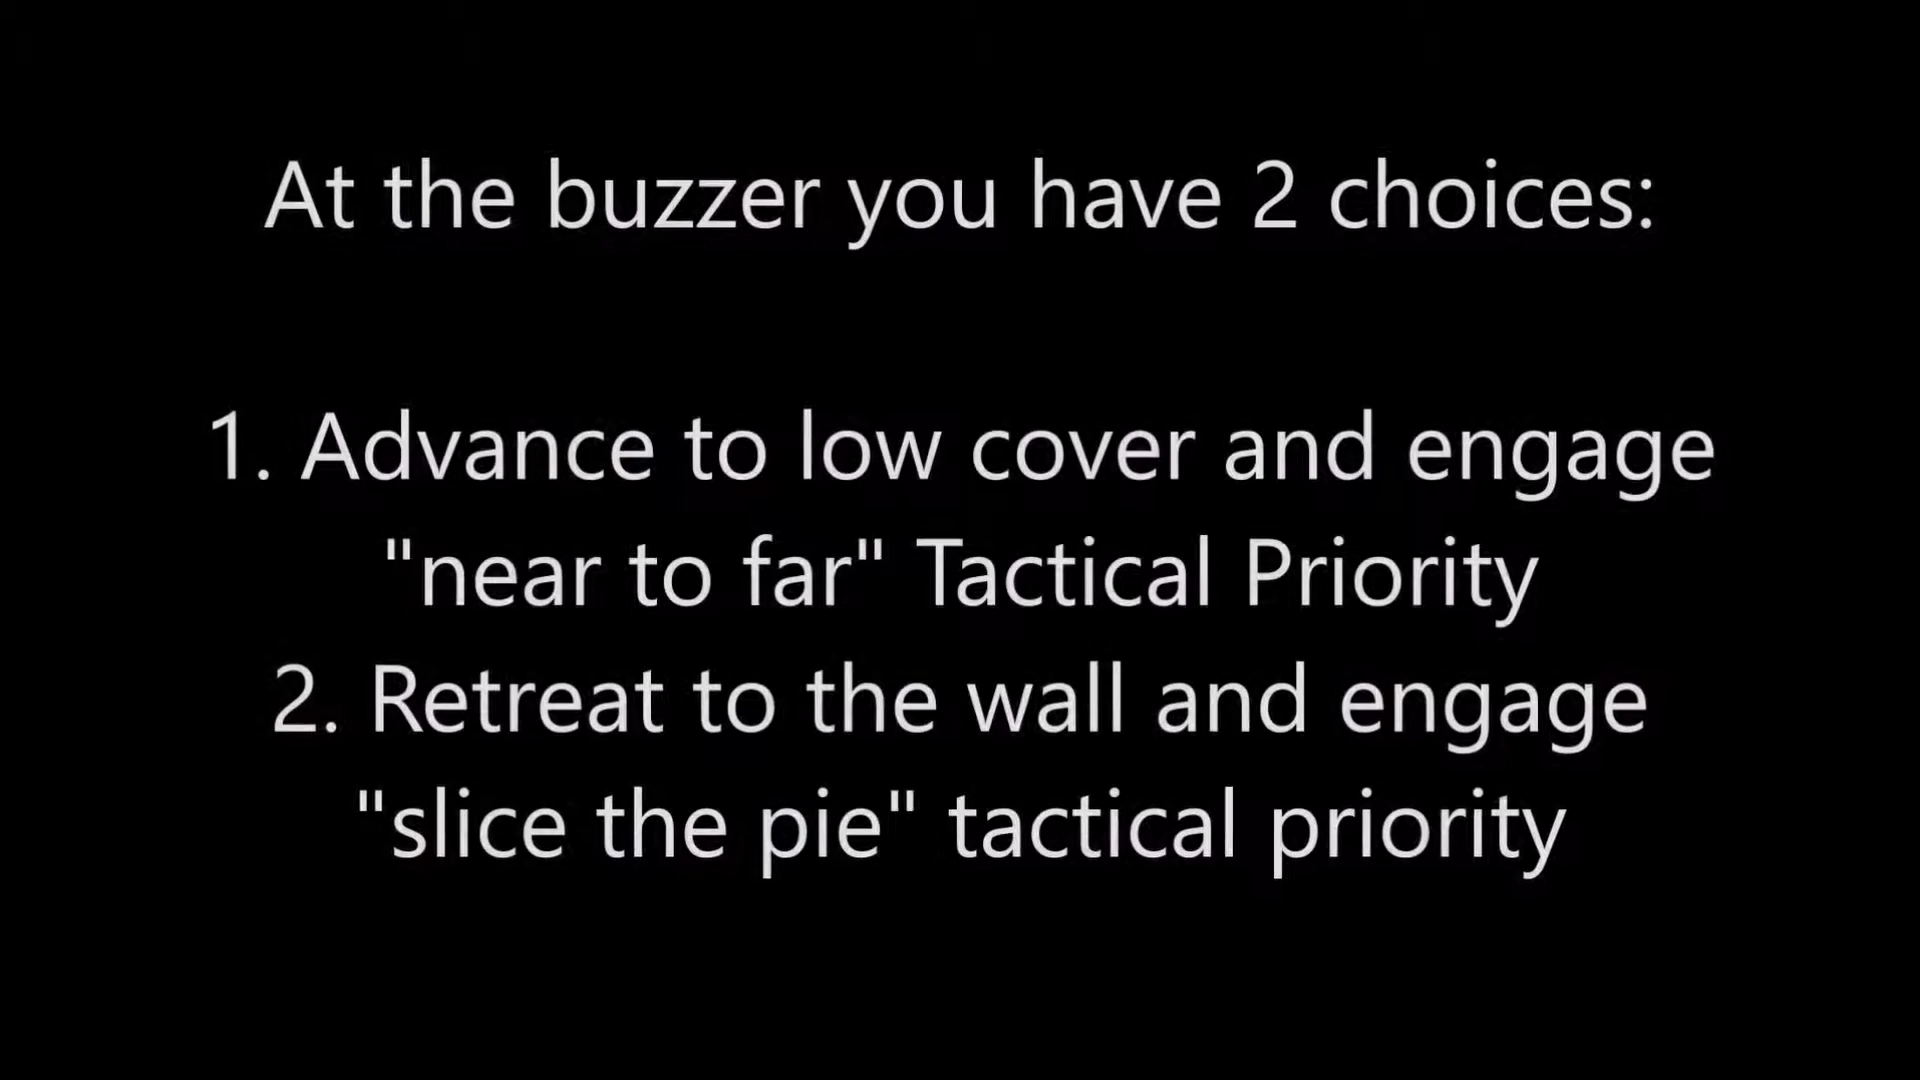 At the buzzer you have 2 choices:
1. Advance to low cover and engage
"near to far" Tactical Priority
2. Retreat to the wall and engage
"slice the pie" tactical priority